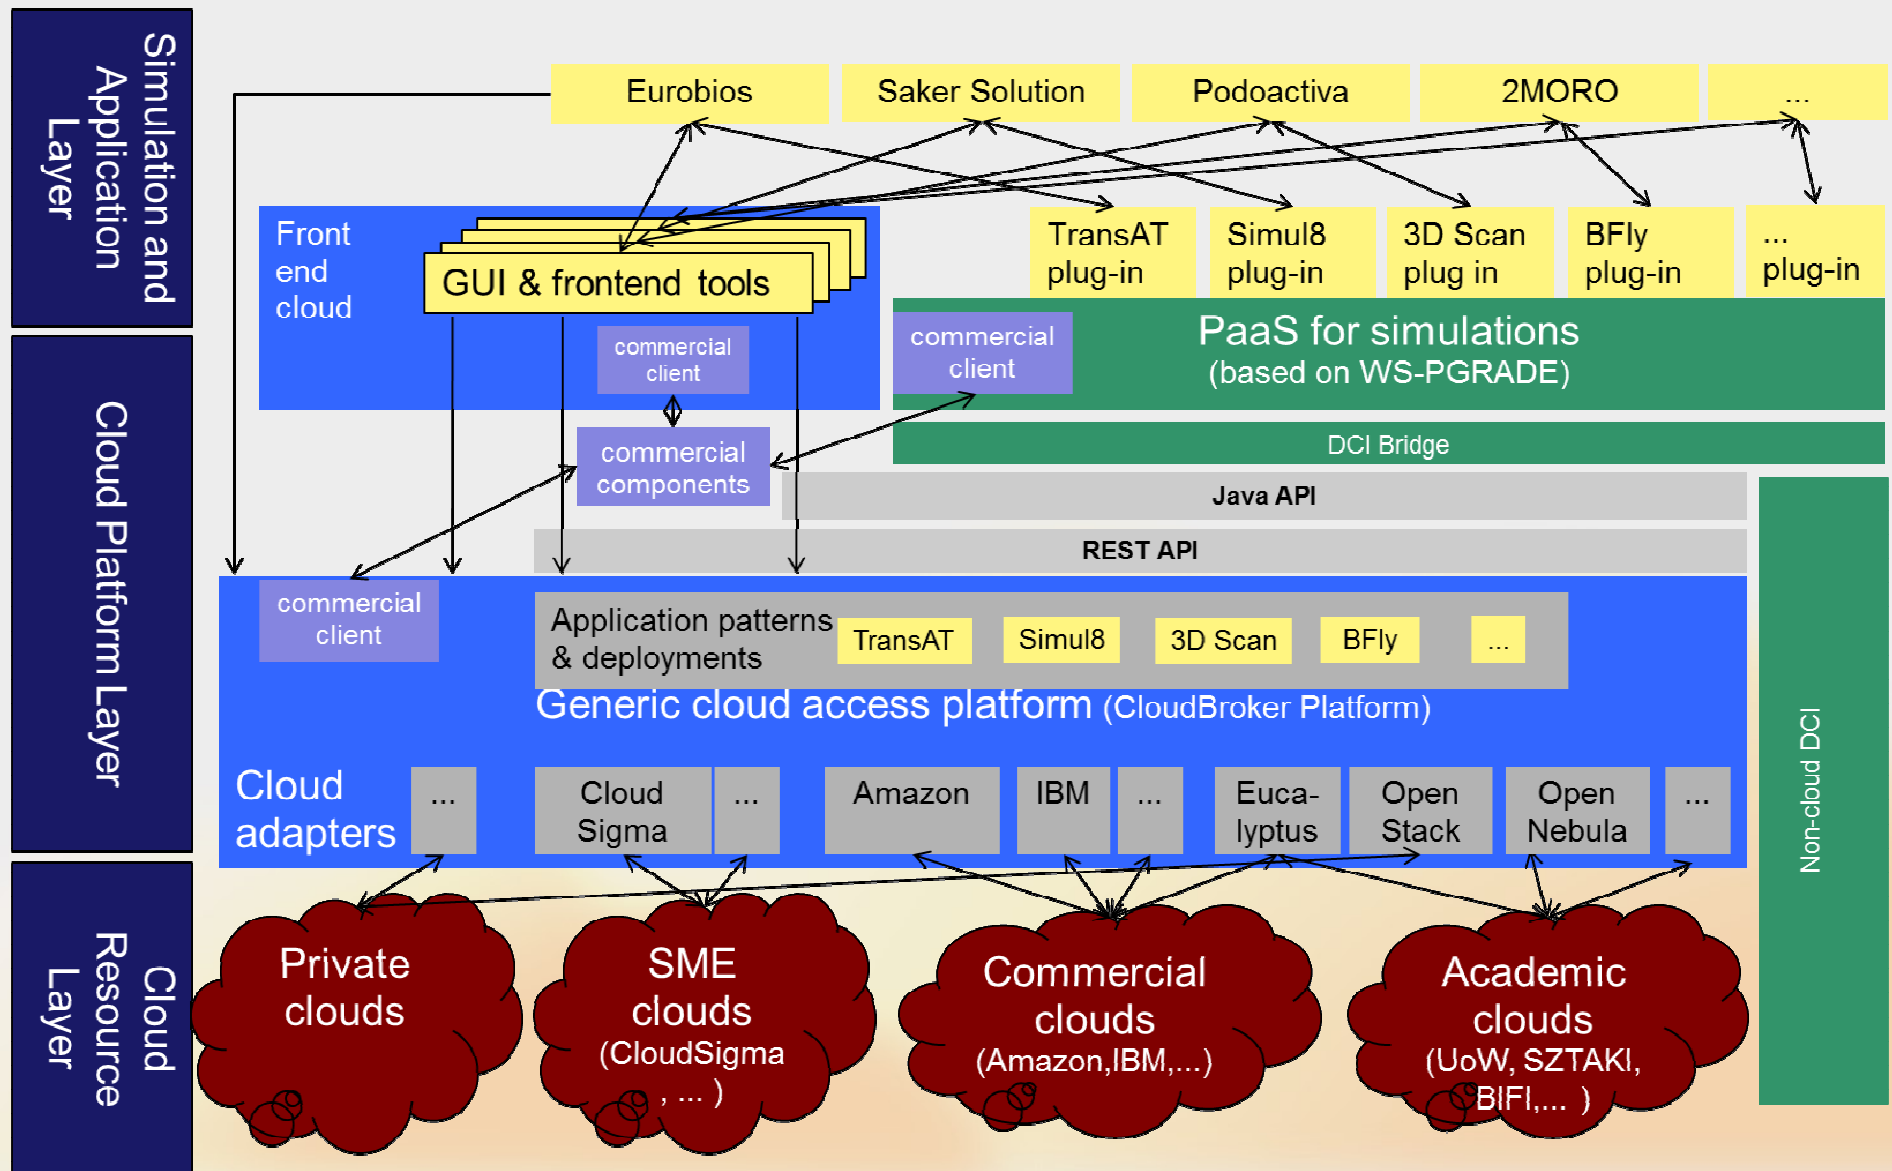 Simulation and
Application
Layer
Eurobios
Saker Solution
Podoactiva
2MORO
...
Front
end
cloud
GUI & frontend tools
TransAT
plug-in
Simul8
plug-in
3D Scan
plug in
BFly
plug-in
...
plug-in
Cloud Platform Layer
commercial
client
commercial
client
PaaS for simulations
(based on WS-PGRADE)
commercial
components
DCI Bridge
Java API
REST API
commercial
client
Application patterns
& deployments
TransAT
Simul8
3D Scan
BFly
...
Generic cloud access platform (CloudBroker Platform)
Non-cloud DCI
Cloud
adapters
...
Cloud
Sigma
...
Amazon
IBM
...
Euca-
lyptus
Open
Stack
Open
Nebula
...
Cloud
Resource
Layer
Private
clouds
SME
clouds
(CloudSigma
, ... )
Commercial
clouds
(Amazon,IBM,...)
Academic
clouds
(UoW, SZTAKI,
BIFI,... )